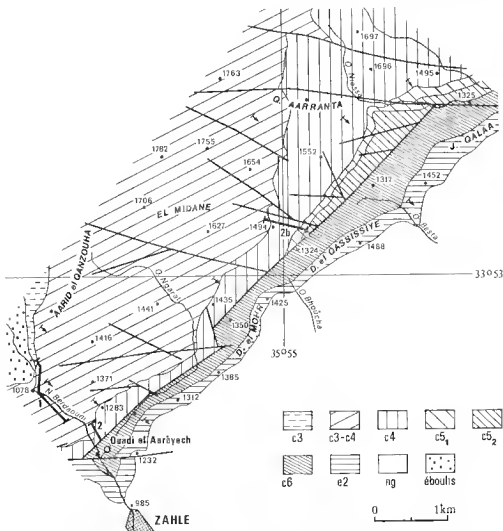 1697
1763
1696
1495
1325
O. AARRANTA
J. QALAA
1755
1782
1552
1654
1317
1452
1706
EL MIDANE
1494
2b
1627
1324
D. el QASSISSIYE
1488
AARID el QANZOUHA
33°53
1441
1435
1425
35°55
1350
1416
D. el MOHR
1385
1371
1078
1
1312
1283
2
Ouadi el Aarâyech
1232
985
ZAHLE
c3
c3-c4
c4
c5₁
c5₂
c6
e2
ng
éboulis
0
1km